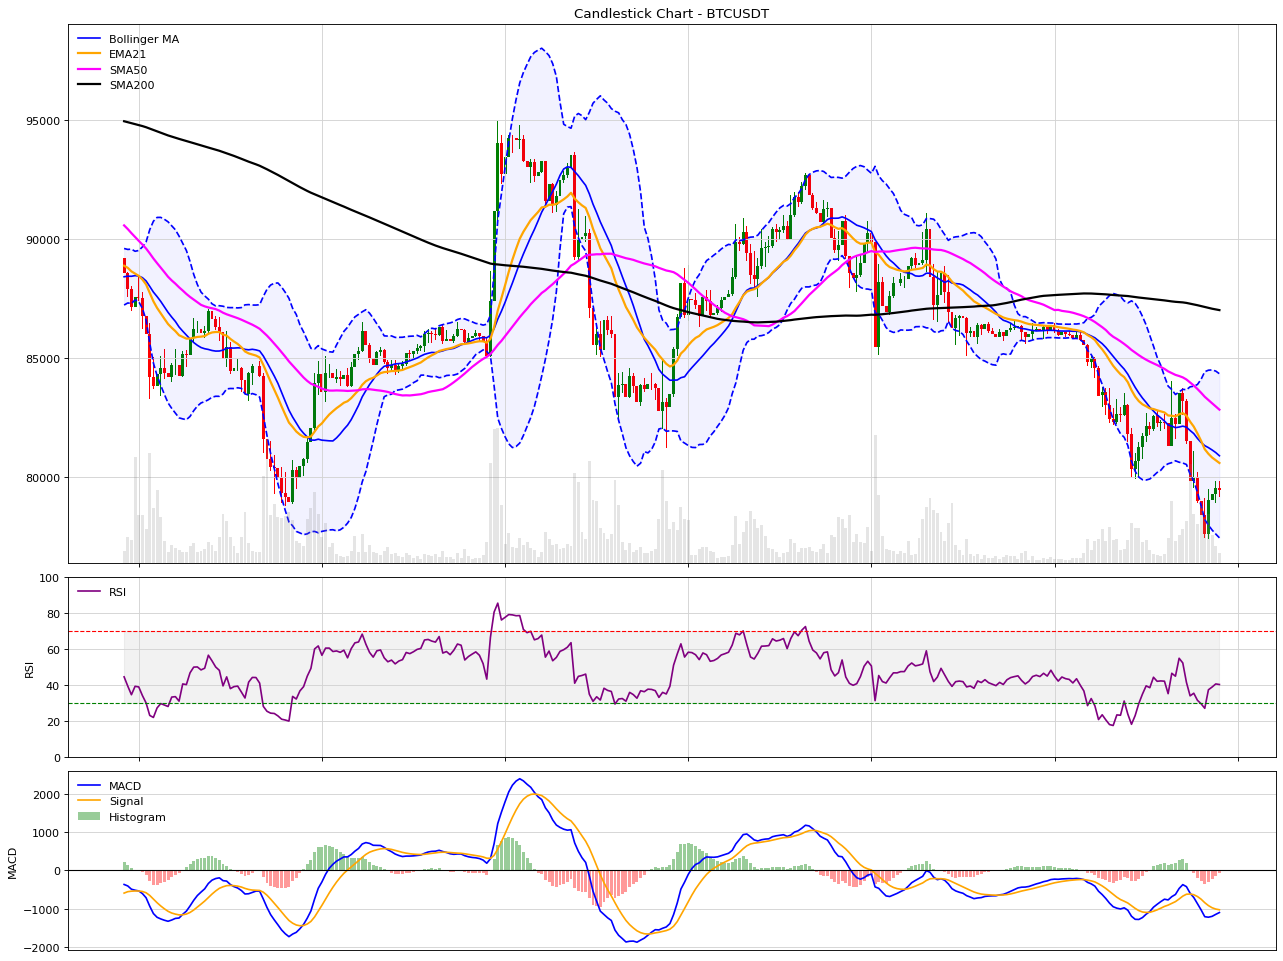 Candlestick Chart - BTCUSDT
Bollinger MA
EMA21
SMA50
SMA200
95000
90000
85000
80000
RSI
100
80
60
40
20
0
RSI
MACD
Signal
Histogram
2000
1000
0
−1000
−2000
MACD